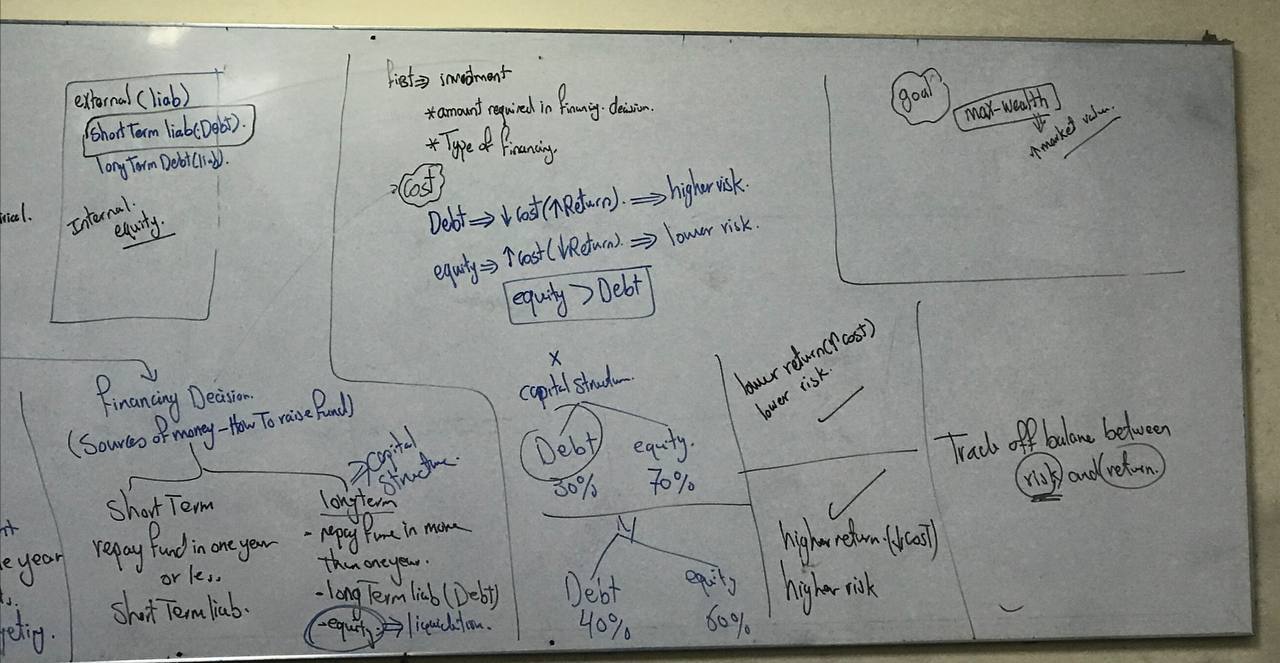 external (liab)
Short Term liab (Debt).
long Term Debt (liab).
Internal.
equity.
first ⇒ investment
* amount required in financing. decision.
* Type of financing.
Cost
Debt ⇒ ↓ cost (↑ Return). ⇒ higher risk.
equity ⇒ ↑ cost (↓ Return). ⇒ lower risk.
equity > Debt
goal
max-wealth
⇓
↑ market value.
Financing Decision.
(Sources of money - How To raise fund)
Short Term
repay fund in one year
or less.
Short Term liab.
⇒ Capital
Structure.
long term
- repay fund in more
than one year.
- long Term liab (Debt)
- equity ⇒ liquidation.
X
Capital Structure.
Debt equity.
30% 70%
Y
Debt equity
40% 60%
lower return (↑ cost)
lower risk.
higher return. (↓ cost)
higher risk
Trade off balane between
risk and (return.)
e year
geting.